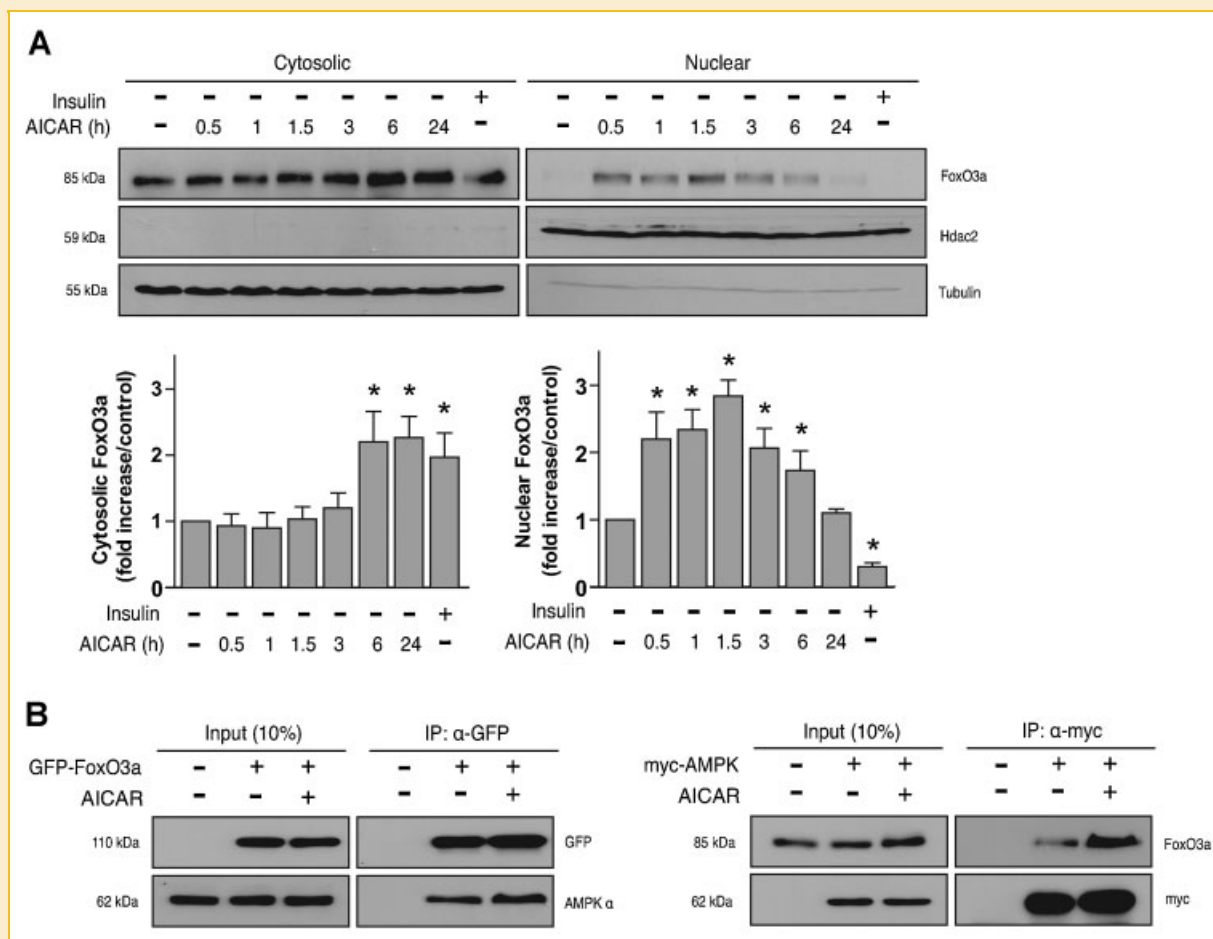 A
Cytosolic Nuclear
Insulin - - - - - - - + - - - - - - - +
AICAR (h) - 0.5 1 1.5 3 6 24 - - 0.5 1 1.5 3 6 24 -
85 kDa FoxO3a
59 kDa Hdac2
55 kDa Tubulin
Cytosolic FoxO3a
(fold increase/control)
3
2
1
0
* * *
Insulin - - - - - - - +
AICAR (h) - 0.5 1 1.5 3 6 24 -
Nuclear FoxO3a
(fold increase/control)
3
2
1
0
* * * * * *
Insulin - - - - - - - +
AICAR (h) - 0.5 1 1.5 3 6 24 -
B
Input (10%) IP: α-GFP
GFP-FoxO3a - + + - + +
AICAR - - + - - +
110 kDa GFP
62 kDa AMPK α
Input (10%) IP: α-myc
myc-AMPK - + + - + +
AICAR - - + - - +
85 kDa FoxO3a
62 kDa myc